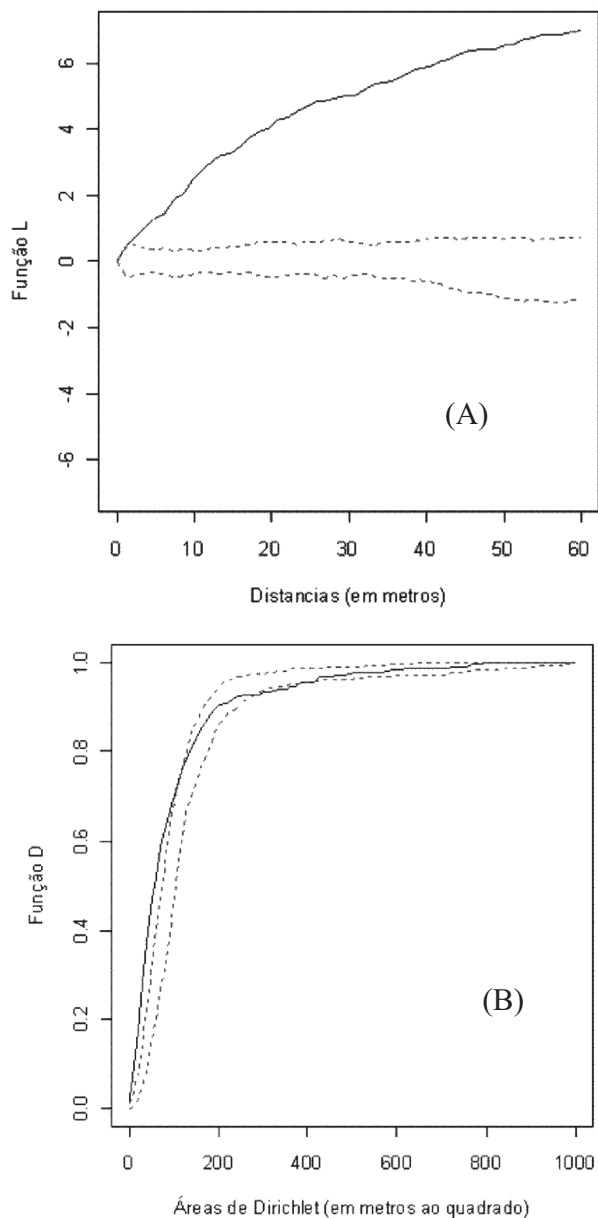 Função L
6
4
2
0
-2
-4
-6
(A)
0 10 20 30 40 50 60
Distancias (em metros)
Função D
1.0
0.8
0.6
0.4
0.2
0.0
(B)
0 200 400 600 800 1000
Áreas de Dirichlet (em metros ao quadrado)